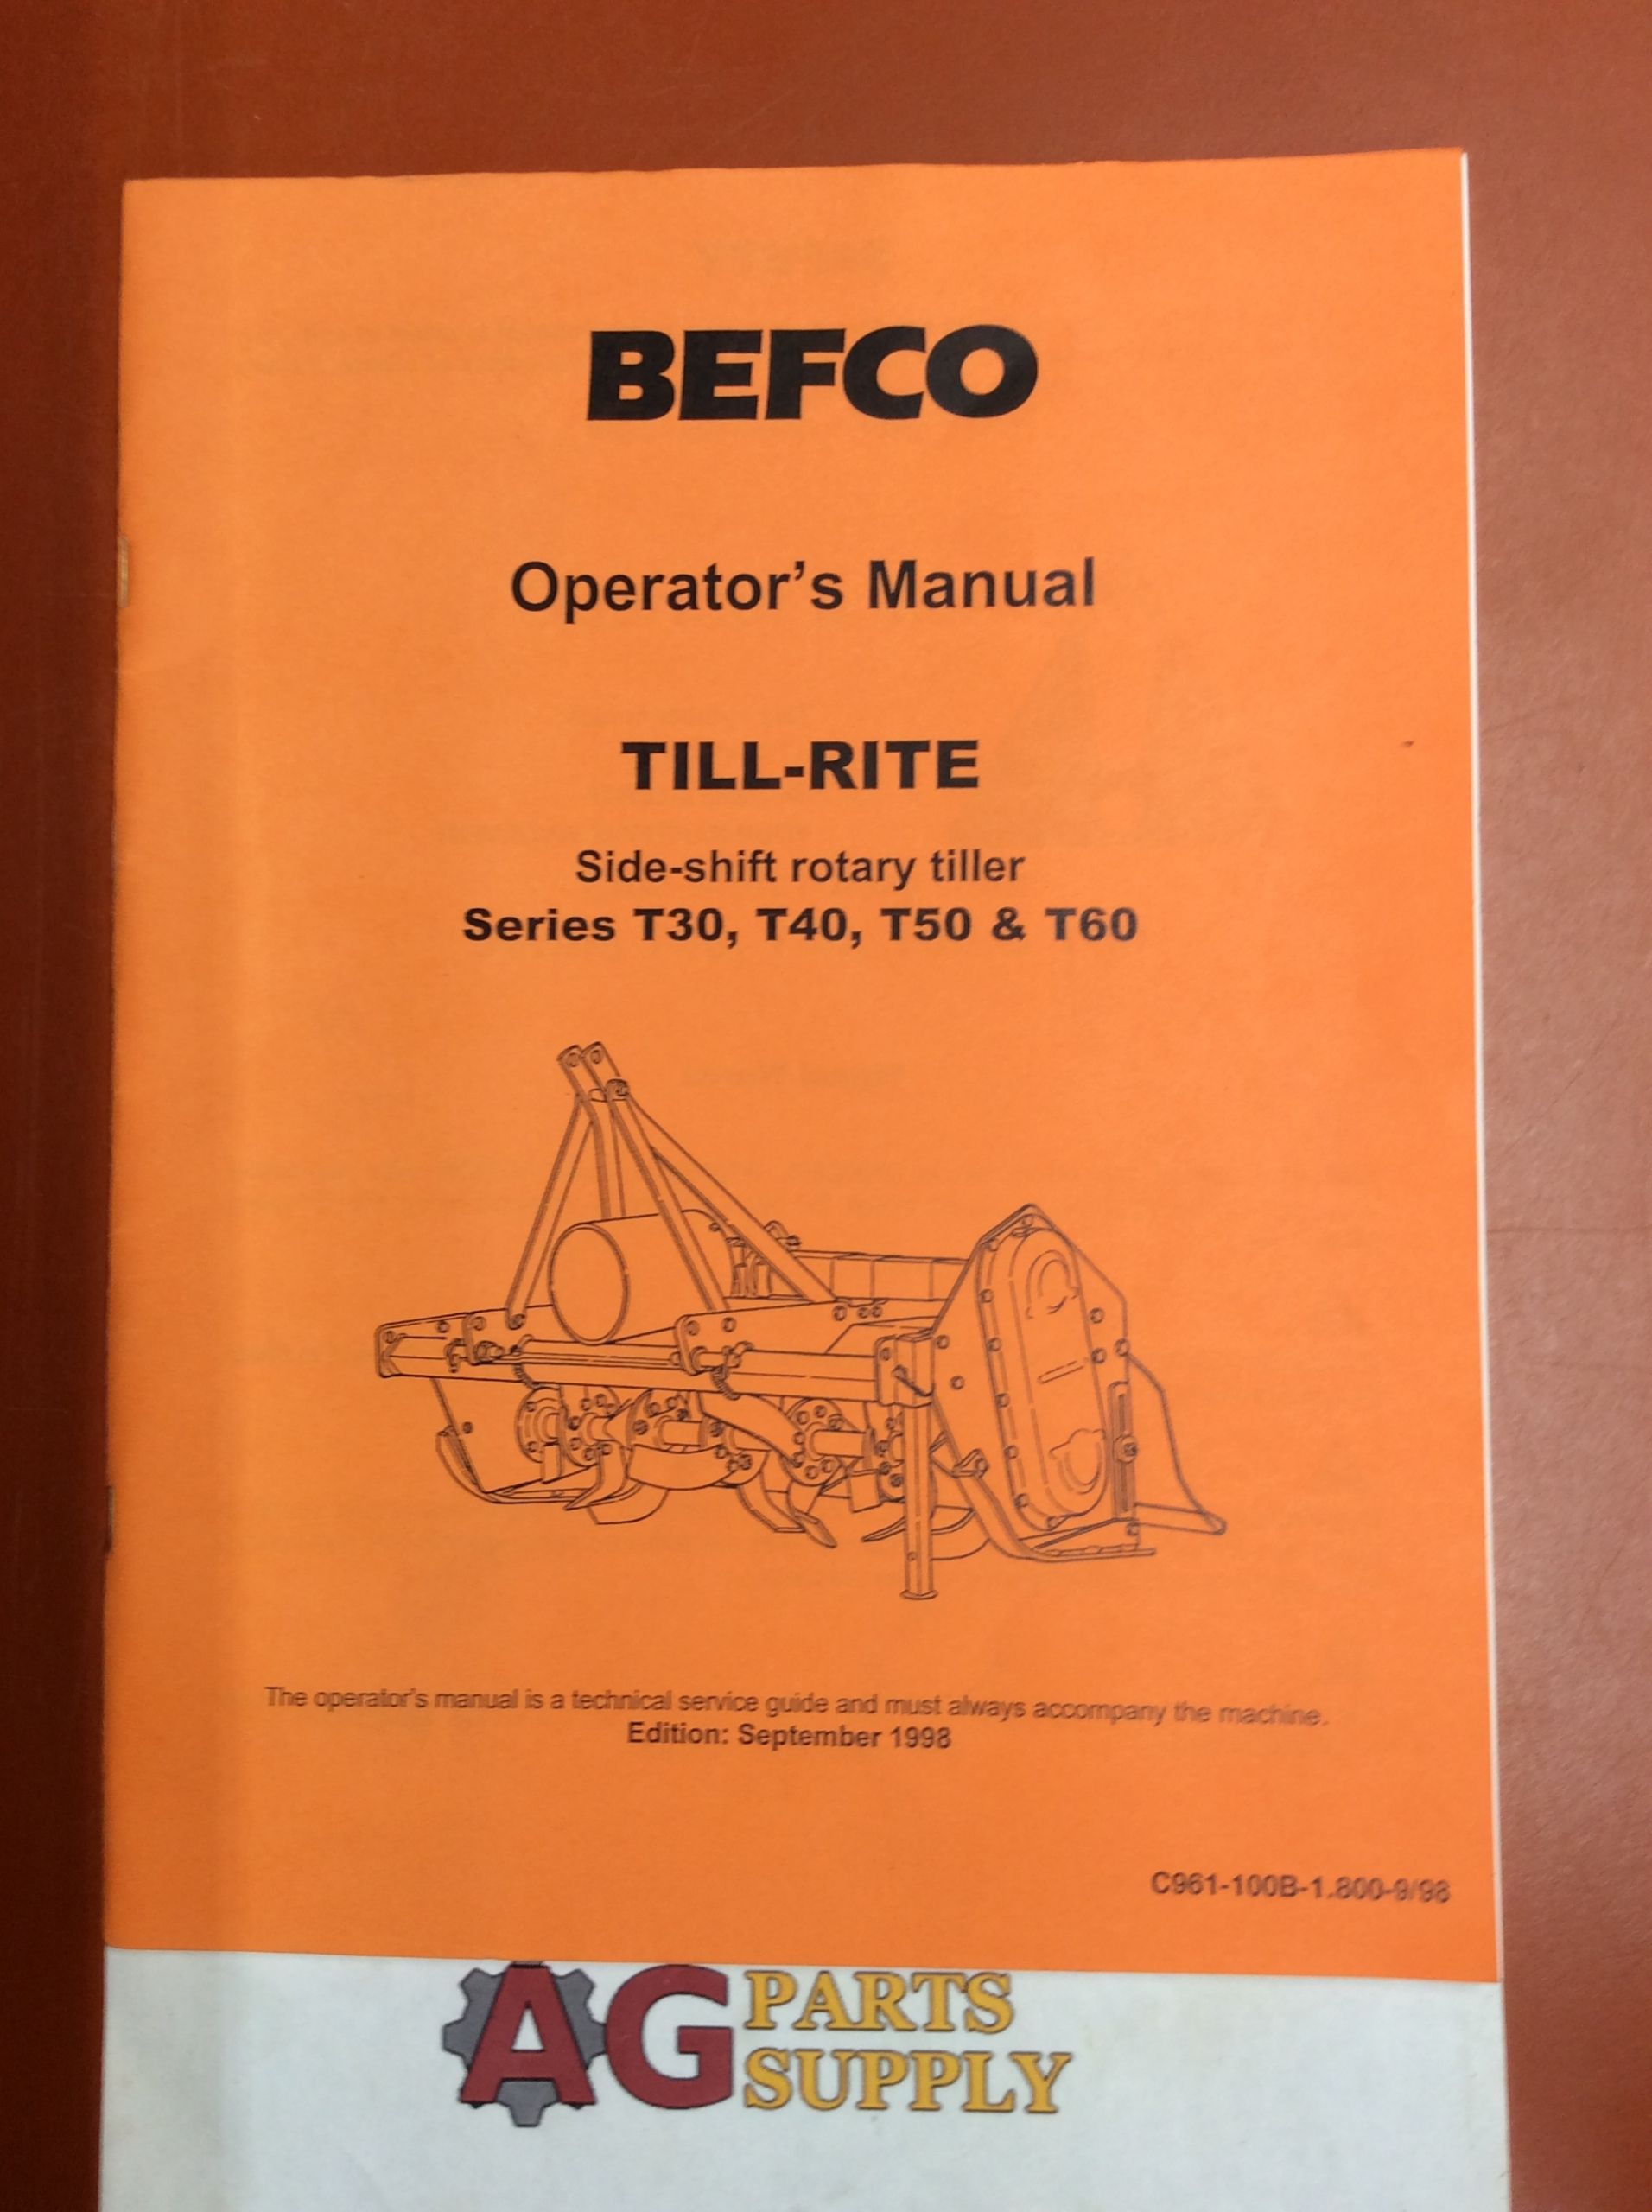 BEFCO
Operator's Manual
TILL-RITE
Side-shift rotary tiller
Series T30, T40, T50 & T60
The operator's manual is a technical service guide and must always accompany the machine.
Edition: September 1998
C961-100B-1.800-9/98
AG PARTS
SUPPLY